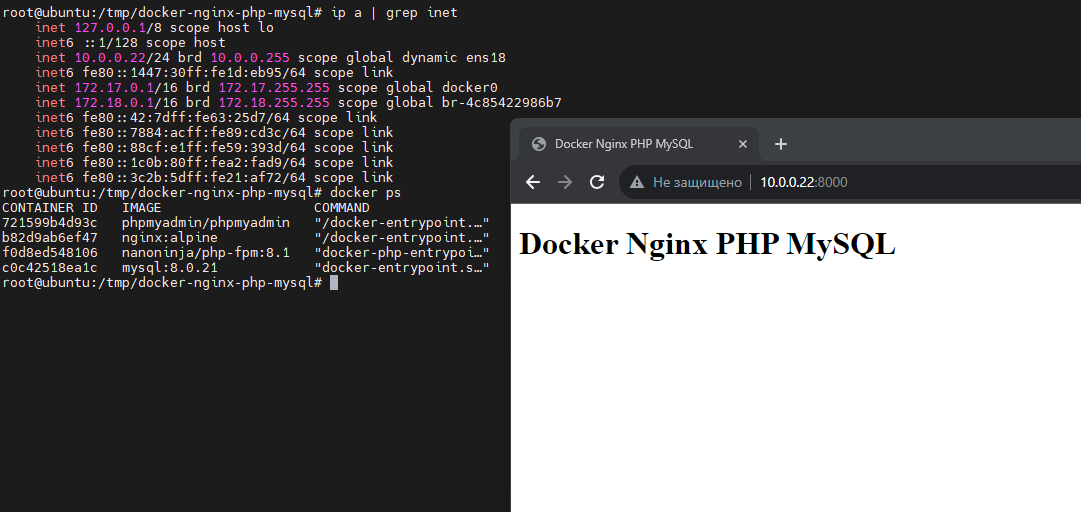 root@ubuntu:/tmp/docker-nginx-php-mysql# ip a | grep inet
    inet 127.0.0.1/8 scope host lo
    inet6 ::1/128 scope host
    inet 10.0.0.22/24 brd 10.0.0.255 scope global dynamic ens18
    inet6 fe80::1447:30ff:fe1d:eb95/64 scope link
    inet 172.17.0.1/16 brd 172.17.255.255 scope global docker0
    inet 172.18.0.1/16 brd 172.18.255.255 scope global br-4c85422986b7
    inet6 fe80::42:7dff:fe63:25d7/64 scope link
    inet6 fe80::7884:acff:fe89:cd3c/64 scope link
    inet6 fe80::88cf:e1ff:fe59:393d/64 scope link
    inet6 fe80::1c0b:80ff:fea2:fad9/64 scope link
    inet6 fe80::3c2b:5dff:fe21:af72/64 scope link
root@ubuntu:/tmp/docker-nginx-php-mysql# docker ps
CONTAINER ID   IMAGE                   COMMAND
721599b4d93c   phpmyadmin/phpmyadmin   "/docker-entrypoint.…"
b82d9ab6ef47   nginx:alpine            "/docker-entrypoint.…"
f0d8ed548106   nanoninja/php-fpm:8.1   "docker-php-entrypoi…"
c0c42518ea1c   mysql:8.0.21            "docker-entrypoint.s…"
root@ubuntu:/tmp/docker-nginx-php-mysql#
Docker Nginx PHP MySQL
Не защищено | 10.0.0.22:8000
Docker Nginx PHP MySQL